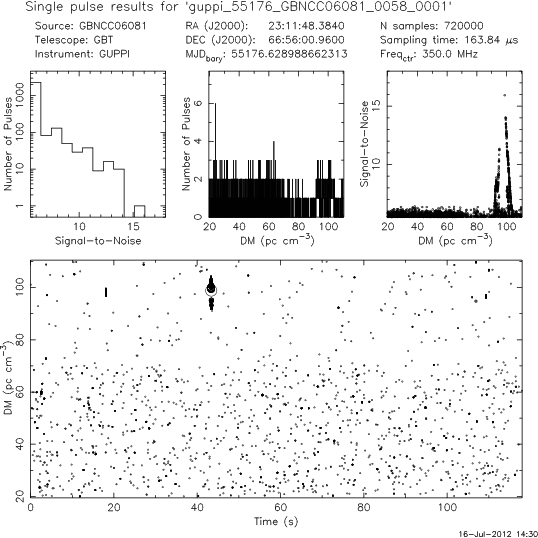 Single pulse results for 'guppi_55176_GBNCC06081_0058_0001'
Source: GBNCC06081 RA (J2000): 23:11:48.3840 N samples: 720000
Telescope: GBT DEC (J2000): 66:56:00.9600 Sampling time: 163.84 μs
Instrument: GUPPI MJDbary: 55176.628988662313 Freqctr: 350.0 MHz
Number of Pulses
1 10 100 1000
10 15
Signal-to-Noise
Number of Pulses
0 2 4 6
20 40 60 80 100
DM (pc cm-3)
Signal-to-Noise
10 15
20 40 60 80 100
DM (pc cm-3)
DM (pc cm-3)
20 40 60 80 100
0 20 40 60 80 100
Time (s)
16-Jul-2012 14:30